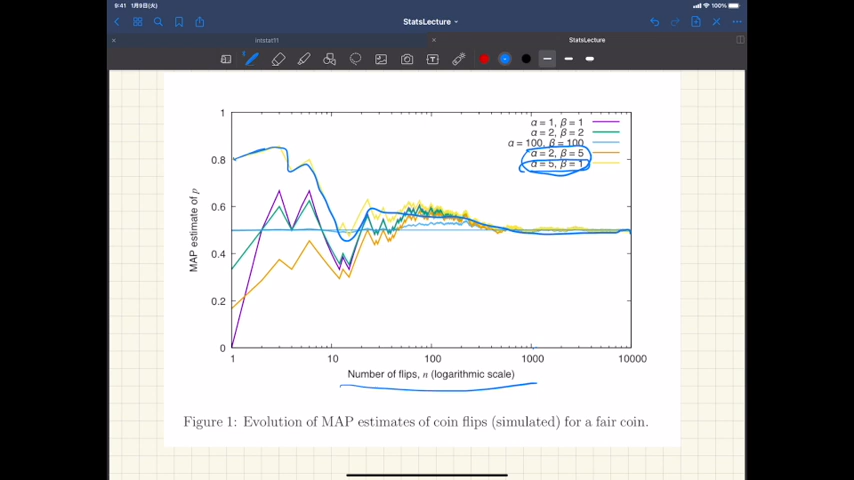 9:41 1月9日(火)
100%
StatsLecture
intstat11
StatsLecture
1
0.8
0.6
0.4
0.2
0
MAP estimate of p
α = 1, β = 1
α = 2, β = 2
α = 100, β = 100
α = 2, β = 5
α = 5, β = 1
1 10 100 1000 10000
Number of flips, n (logarithmic scale)
Figure 1: Evolution of MAP estimates of coin flips (simulated) for a fair coin.